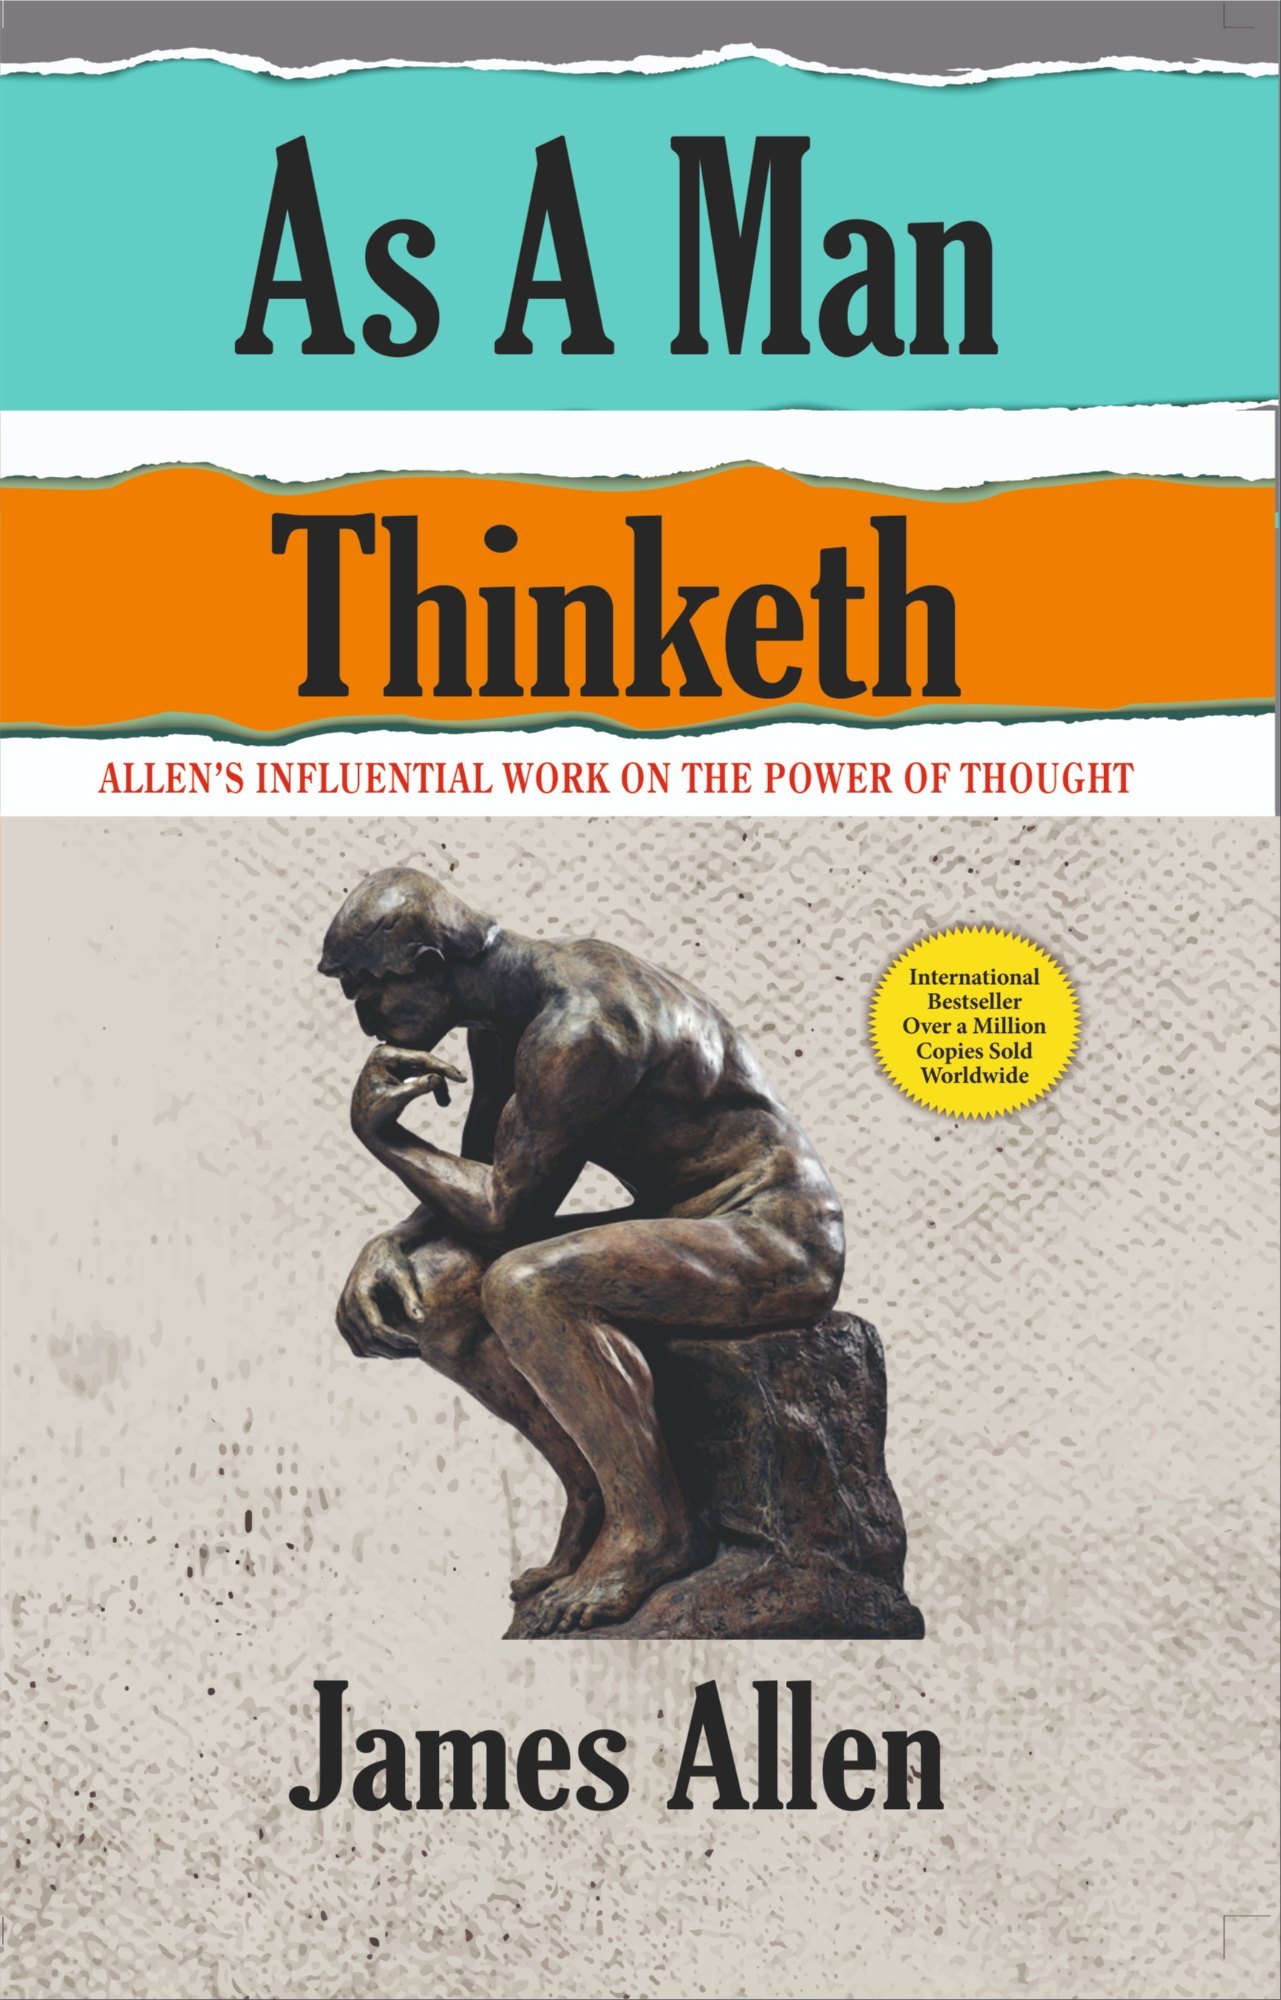 As A Man
Thinketh
ALLEN'S INFLUENTIAL WORK ON THE POWER OF THOUGHT
International
Bestseller
Over a Million
Copies Sold
Worldwide
James Allen